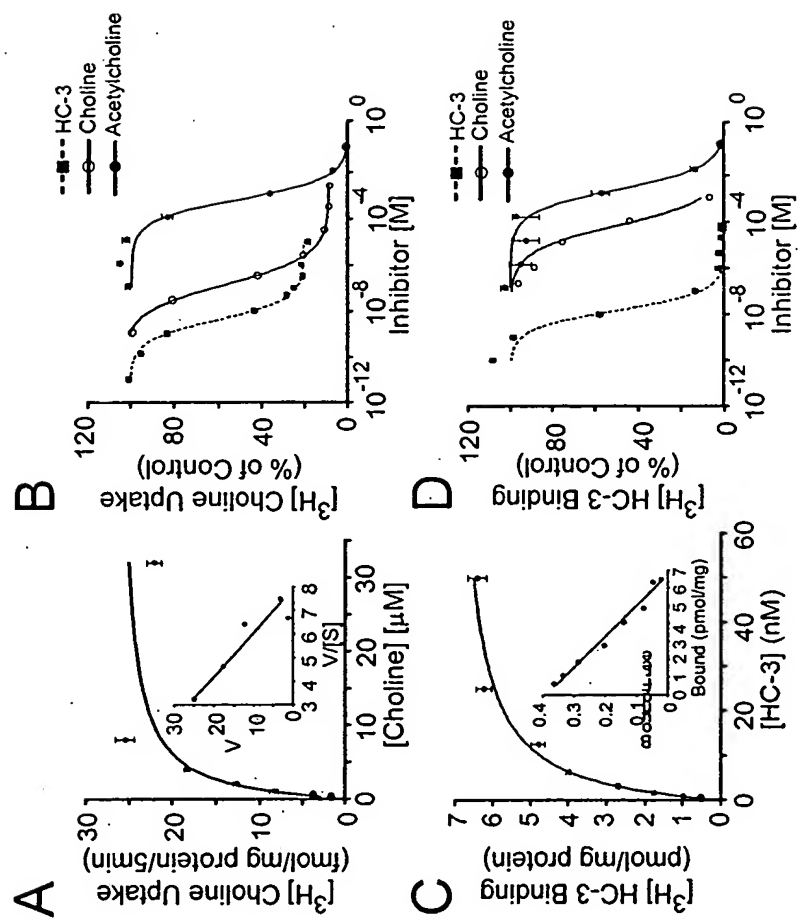 A
[³H] Choline Uptake
(fmol/mg protein/5min)
30
20
10
0
0
10
20
30
[Choline] [µM]
V
30
20
10
0
3 4 5 6 7 8
V/[S]
B
[³H] Choline Uptake
(% of Control)
120
80
40
0
10⁻¹²
10⁻⁸
10⁻⁴
10⁰
Inhibitor [M]
HC-3
Choline
Acetylcholine
C
[³H] HC-3 Binding
(pmol/mg protein)
7
6
5
4
3
2
1
0
0
20
40
60
[HC-3] (nM)
0.4
0.3
0.2
0.1
0
0 1 2 3 4 5 6 7
Bound (pmol/mg)
D
[³H] HC-3 Binding
(% of Control)
120
80
40
0
10⁻¹²
10⁻⁸
10⁻⁴
10⁰
Inhibitor [M]
HC-3
Choline
Acetylcholine